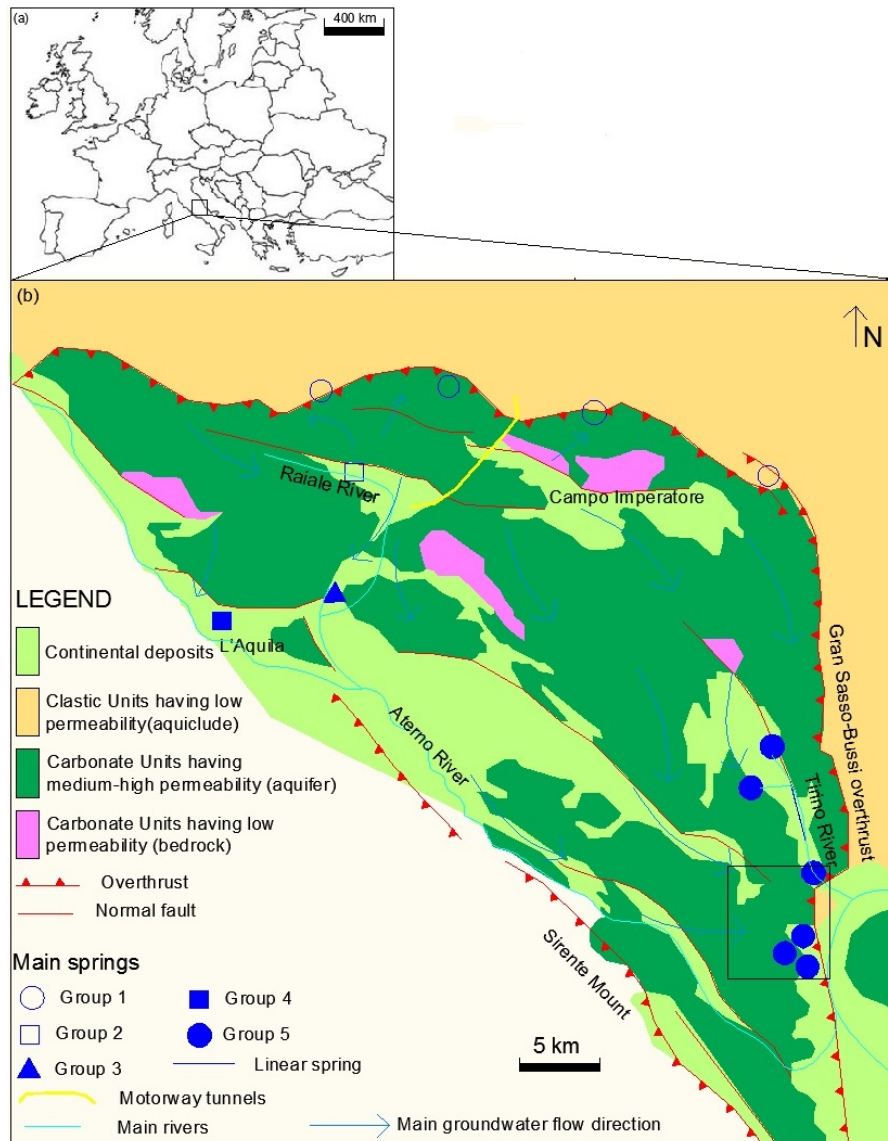 (a)
400 km
(b)
N
Raiale River
Campo Imperatore
LEGEND
L'Aquila
Continental deposits
Clastic Units having low
permeability(aquiclude)
Carbonate Units having
medium-high permeability (aquifer)
Carbonate Units having low
permeability (bedrock)
Overthrust
Normal fault
Aterno River
Gran Sasso-Bussi overthrust
Tirino River
Sirente Mount
Main springs
Group 1
Group 4
Group 2
Group 5
Group 3
Linear spring
5 km
Motorway tunnels
Main rivers
Main groundwater flow direction